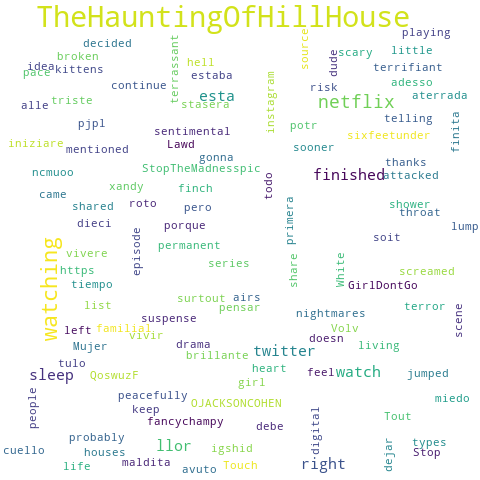 TheHauntingOfHillHouse
decided
playing
source
dude
terrassant
broken
hell
scary
little
idea
kittens
terrifiant
pace
estaba
instagram
continue
risk
adesso
triste
stasera
esta
netflix
aterrada
alle
potr
telling
finita
pjpl
sentimental
sixfeetunder
iniziare
mentioned
Lawd
sooner
thanks
gonna
ncmuoo
StopTheMadnesspic
finished
attacked
came
xandy
finch
todo
shared
roto
pero
primera
shower
throat
dieci
porque
lump
watching
episode
permanent
soit
vivere
series
share
White
https
screamed
tiempo
GirlDontGo
list
surtout
airs
pensar
nightmares
terror
scene
suspense
left
familial
vivir
Volv
doesn
Mujer
drama
twitter
living
tulo
brillante
heart
sleep
QoswuzF
girl
feel
watch
jumped
people
peacefully
OJACKSONCOHEN
miedo
keep
fancychampy
debe
digital
Tout
probably
llor
types
cuello
houses
igshid
dejar
Stop
life
maldita
avuto
Touch
right